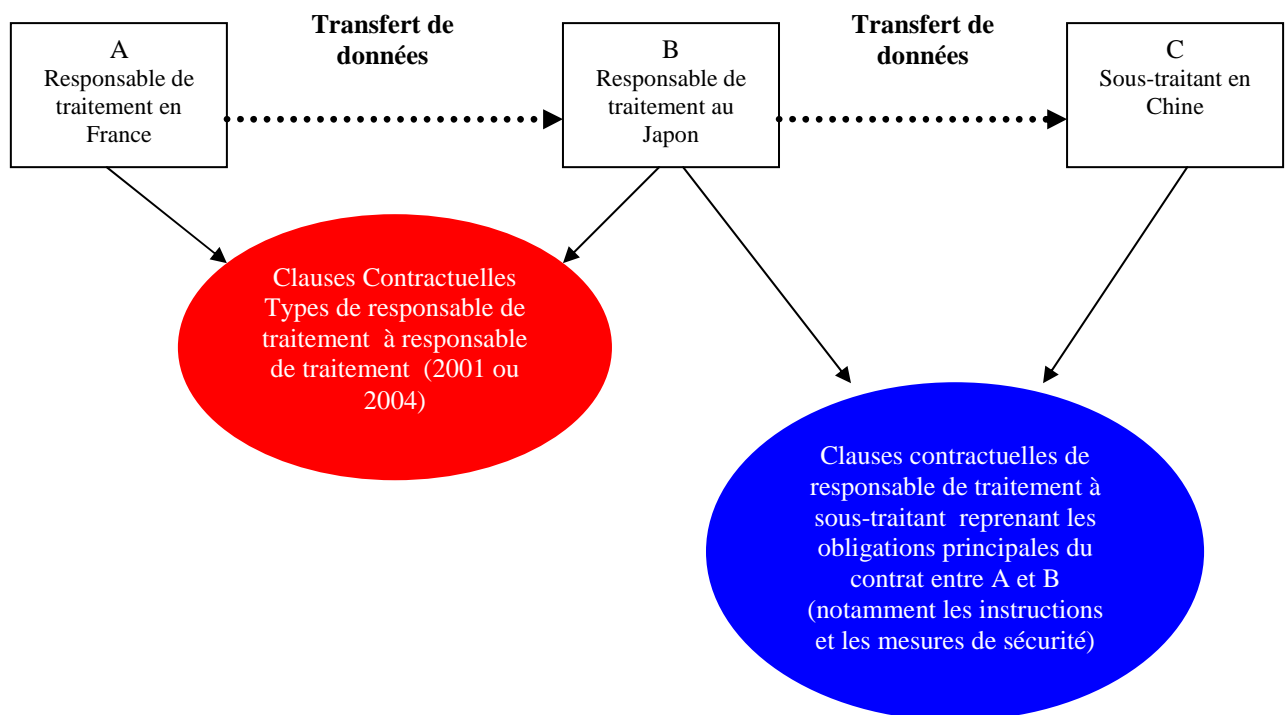 A
Responsable de
traitement en
France
Transfert de
données
B
Responsable de
traitement au
Japon
Transfert de
données
C
Sous-traitant en
Chine
Clauses Contractuelles
Types de responsable de
traitement à responsable
de traitement (2001 ou
2004)
Clauses contractuelles de
responsable de traitement à
sous-traitant reprenant les
obligations principales du
contrat entre A et B
(notamment les instructions
et les mesures de sécurité)